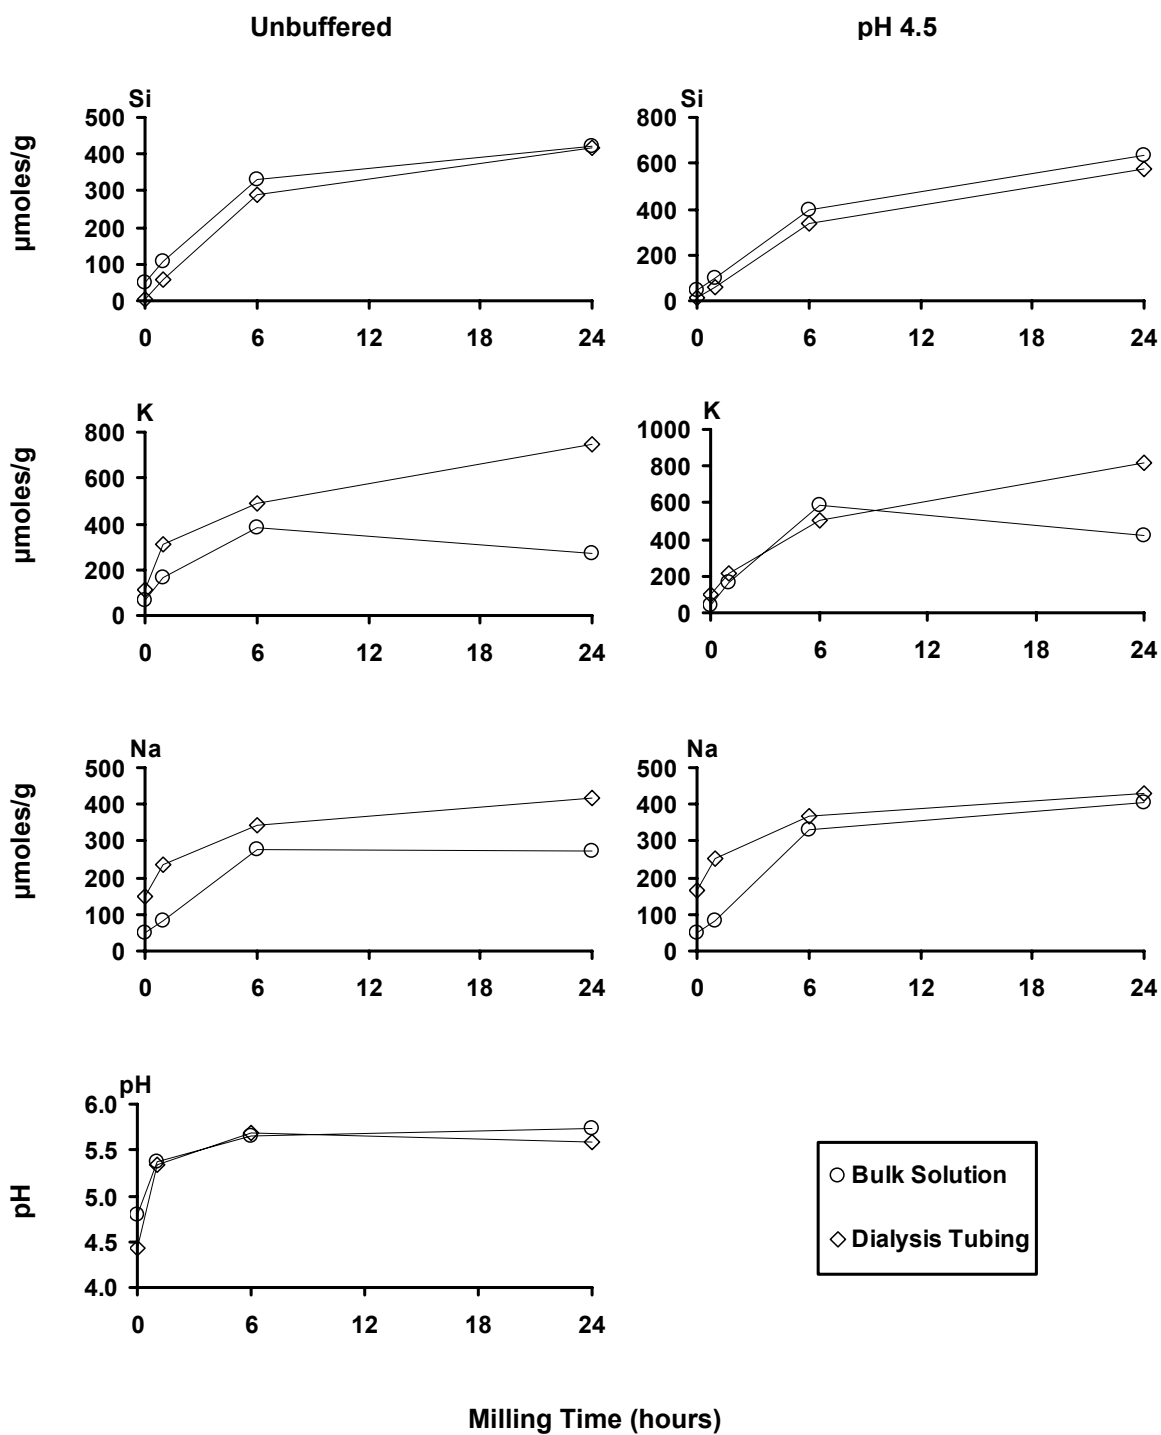 Unbuffered
pH 4.5
Si
µmoles/g
500
400
300
200
100
0
0 6 12 18 24
Si
800
600
400
200
0
0 6 12 18 24
K
µmoles/g
800
600
400
200
0
0 6 12 18 24
K
1000
800
600
400
200
0
0 6 12 18 24
Na
µmoles/g
500
400
300
200
100
0
0 6 12 18 24
Na
500
400
300
200
100
0
0 6 12 18 24
pH
pH
6.0
5.5
5.0
4.5
4.0
0 6 12 18 24
Bulk Solution
Dialysis Tubing
Milling Time (hours)